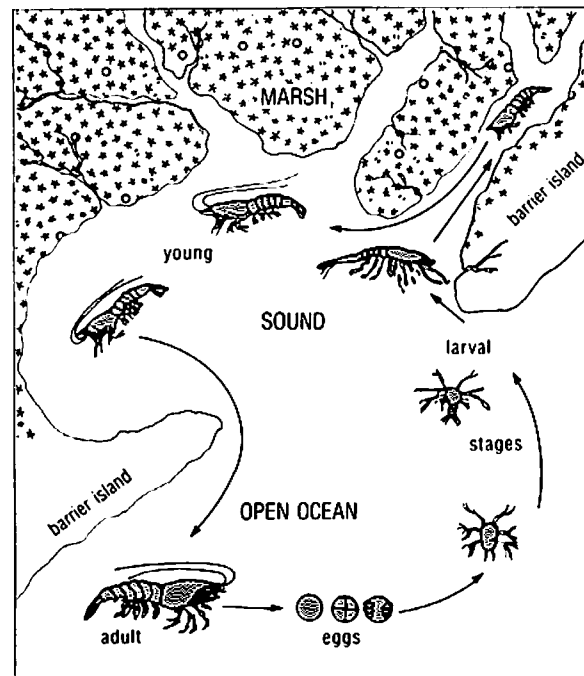 MARSH
barrier island
young
SOUND
larval
stages
barrier island
OPEN OCEAN
adult
eggs